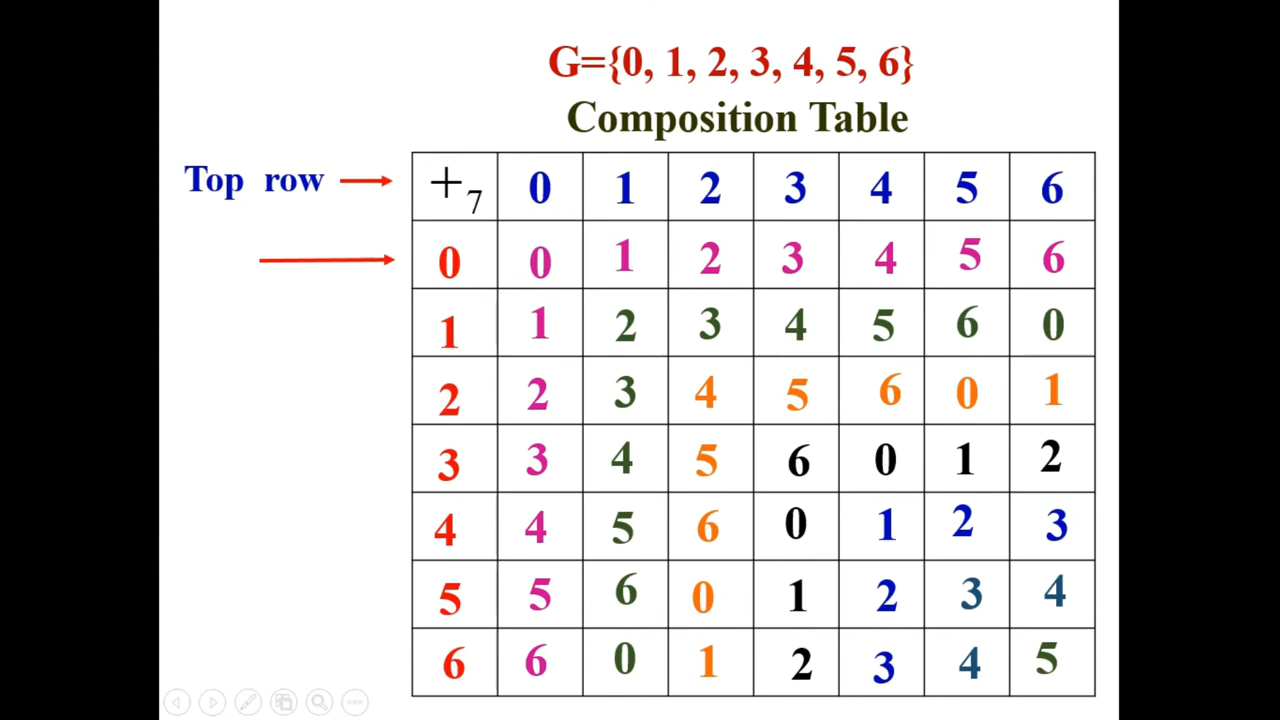 G={0, 1, 2, 3, 4, 5, 6}
Composition Table
Top row
+7 0 1 2 3 4 5 6
0 0 1 2 3 4 5 6
1 1 2 3 4 5 6 0
2 2 3 4 5 6 0 1
3 3 4 5 6 0 1 2
4 4 5 6 0 1 2 3
5 5 6 0 1 2 3 4
6 6 0 1 2 3 4 5